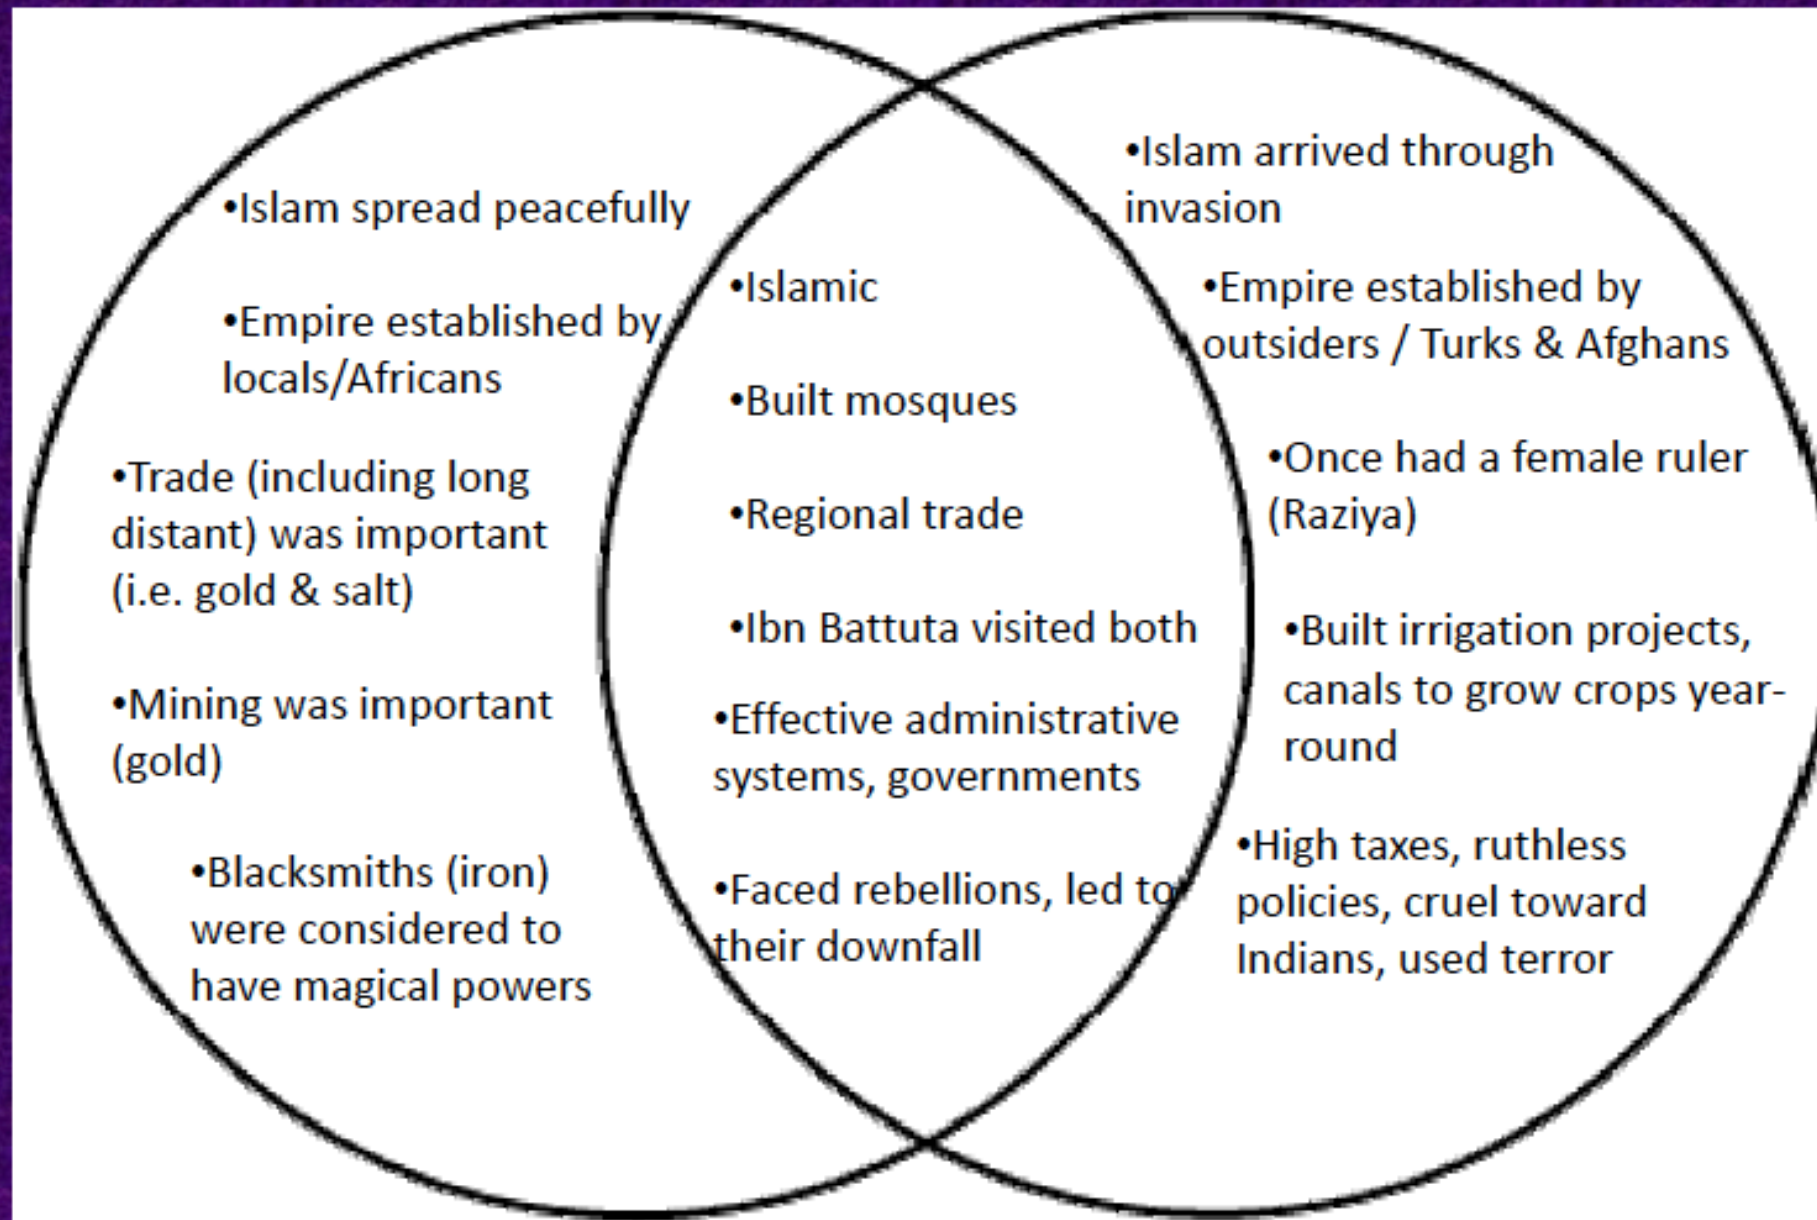 •Islam spread peacefully
•Empire established by
locals/Africans
•Trade (including long
distant) was important
(i.e. gold & salt)
•Mining was important
(gold)
•Blacksmiths (iron)
were considered to
have magical powers
•Islamic
•Built mosques
•Regional trade
•Ibn Battuta visited both
•Effective administrative
systems, governments
•Faced rebellions, led to
their downfall
•Islam arrived through
invasion
•Empire established by
outsiders / Turks & Afghans
•Once had a female ruler
(Raziya)
•Built irrigation projects,
canals to grow crops year-
round
•High taxes, ruthless
policies, cruel toward
Indians, used terror